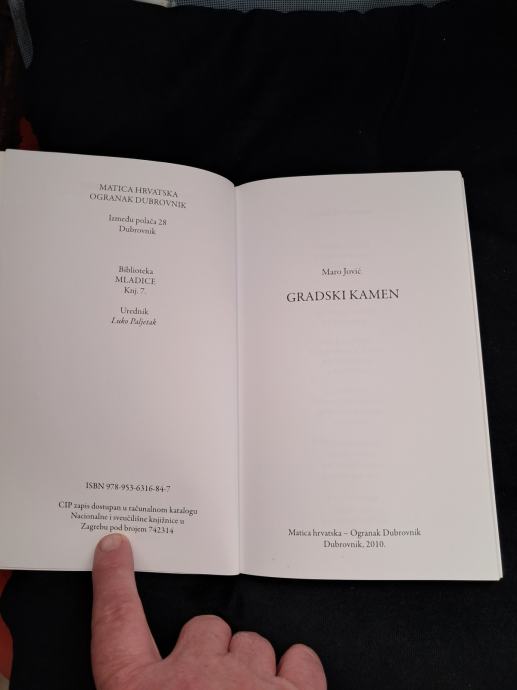 MATICA HRVATSKA
OGRANAK DUBROVNIK
Između polača 28
Dubrovnik
Biblioteka
MLADICE
Knj. 7.
Urednik
Luko Paljetak
ISBN 978-953-6316-84-7
CIP zapis dostupan u računalnom katalogu
Nacionalne i sveučilišne knjižnice u
Zagrebu pod brojem 742314
Maro Jović
GRADSKI KAMEN
Matica hrvatska – Ogranak Dubrovnik
Dubrovnik, 2010.